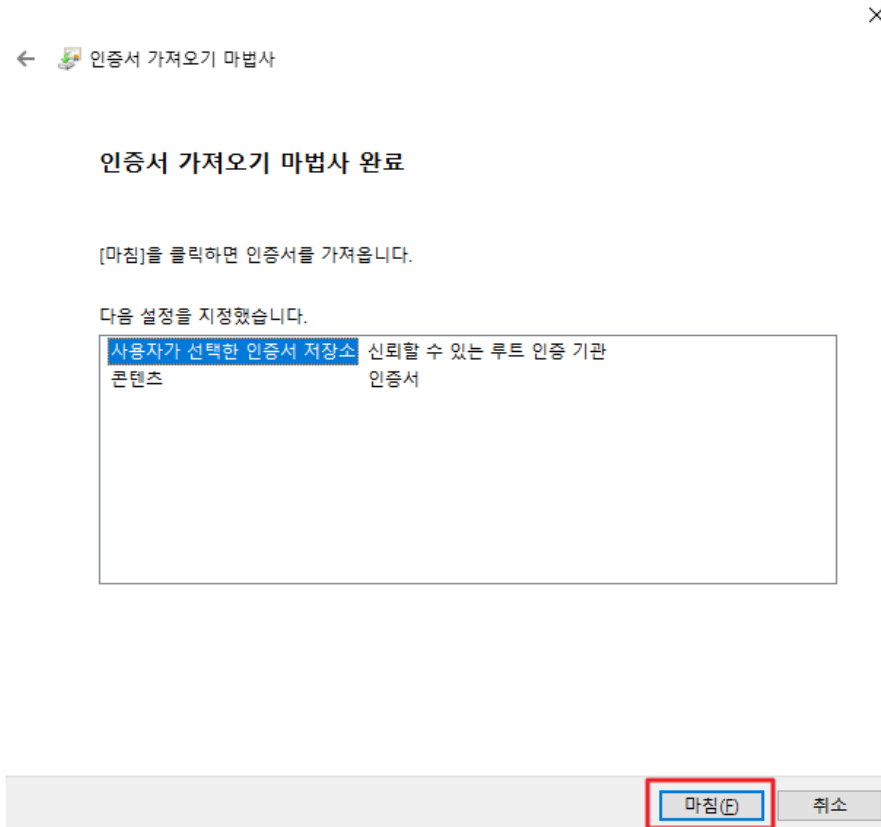 인증서 가져오기 마법사
인증서 가져오기 마법사 완료
[마침]을 클릭하면 인증서를 가져옵니다.
다음 설정을 지정했습니다.
사용자가 선택한 인증서 저장소 신뢰할 수 있는 루트 인증 기관
콘텐츠 인증서
마침(F) 취소